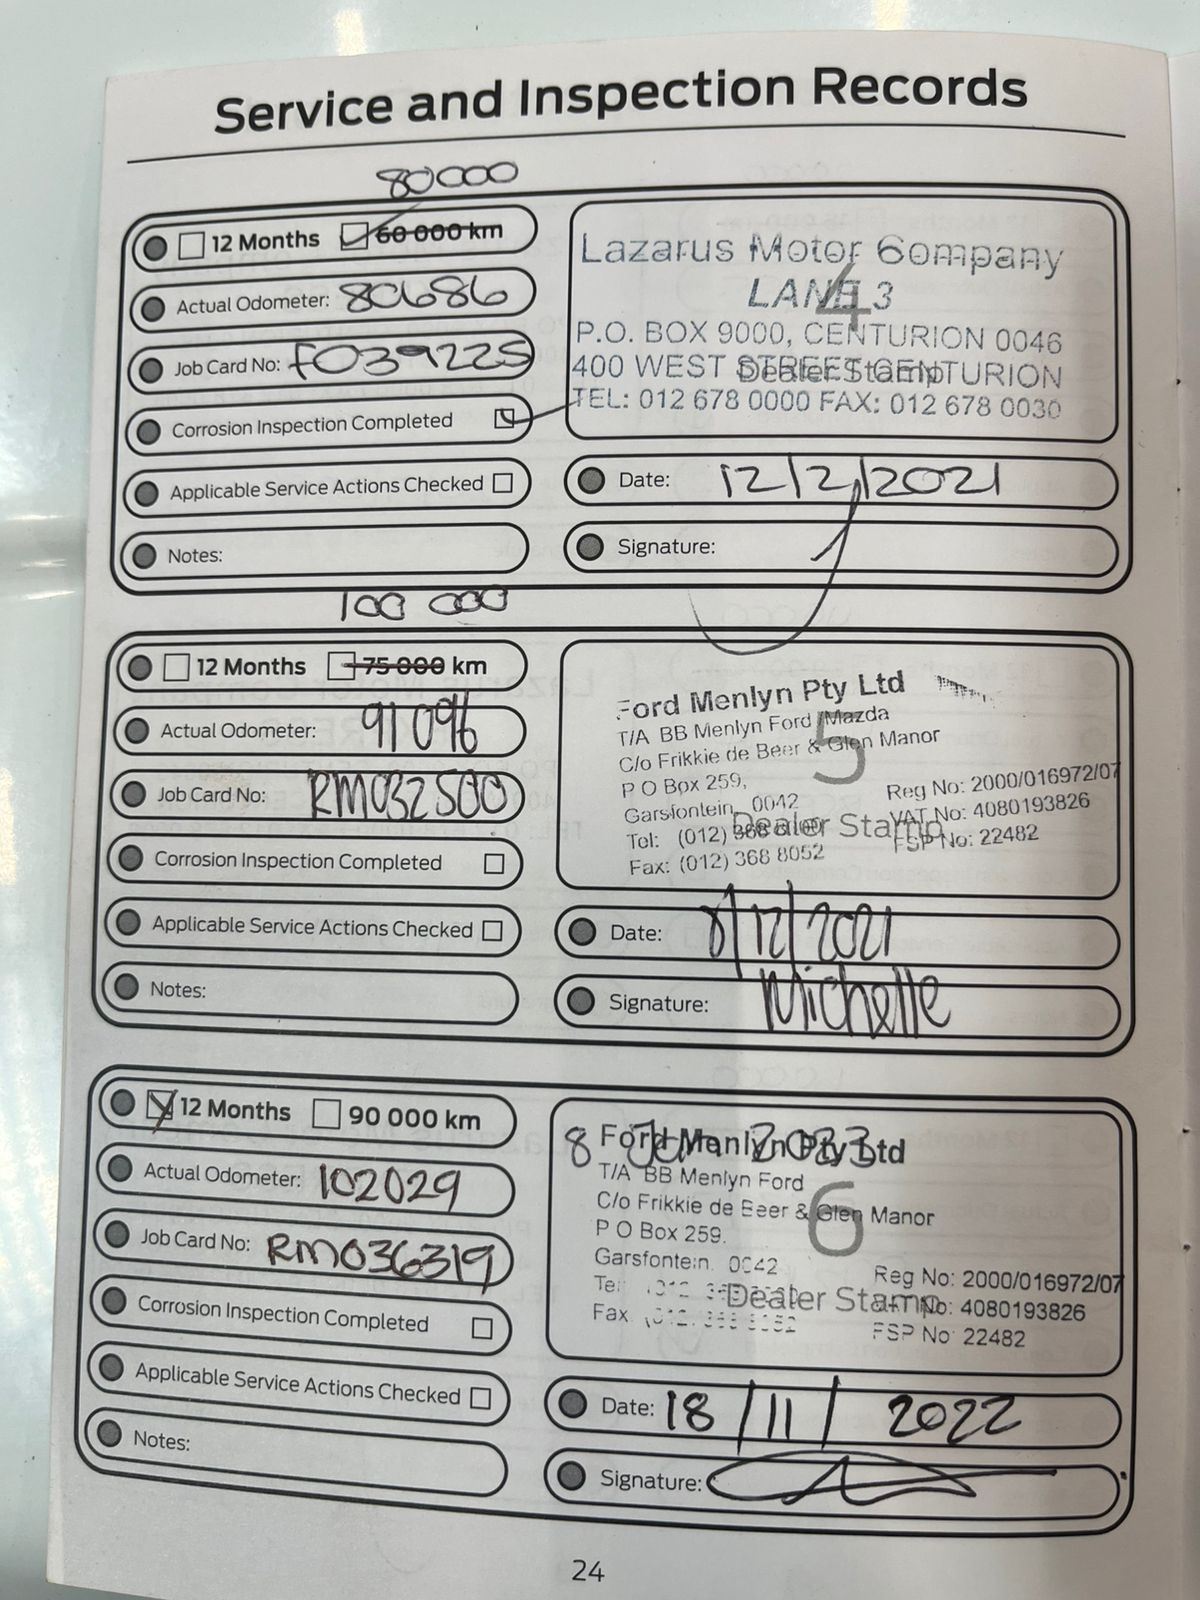 Service and Inspection Records
80000
12 Months 60 000 km
Actual Odometer: 80686
Job Card No: F039225
Corrosion Inspection Completed
Applicable Service Actions Checked
Notes:
Lazarus Motor Company
LANE 3
4
P.O. BOX 9000, CENTURION 0046
400 WEST STREET CENTURION
Dealer Stamp
TEL: 012 678 0000 FAX: 012 678 0030
Date: 12/2/2021
Signature:
100 000
12 Months 75 000 km
Actual Odometer: 91096
Job Card No: RM032500
Corrosion Inspection Completed
Applicable Service Actions Checked
Notes:
Ford Menlyn Pty Ltd
T/A BB Menlyn Ford /Mazda
5
C/o Frikkie de Beer & Glen Manor
P O Box 259,
Garsfontein, 0042
Tel: (012) 368
Fax: (012) 368 8052
Reg No: 2000/016972/07
VAT No: 4080193826
FSP No: 22482
Dealer Stamp
Date: /12/2021
Signature: Michelle
12 Months 90 000 km
Actual Odometer: 102029
Job Card No: RM036319
Corrosion Inspection Completed
Applicable Service Actions Checked
Notes:
8 2023
Ford Menlyn Pty Ltd
T/A BB Menlyn Ford
6
C/o Frikkie de Beer & Glen Manor
P O Box 259.
Garsfontein. 0042
Tel
Fax
Reg No: 2000/016972/07
No: 4080193826
FSP No 22482
Dealer Stamp
Date: 18/11/2022
Signature:
24